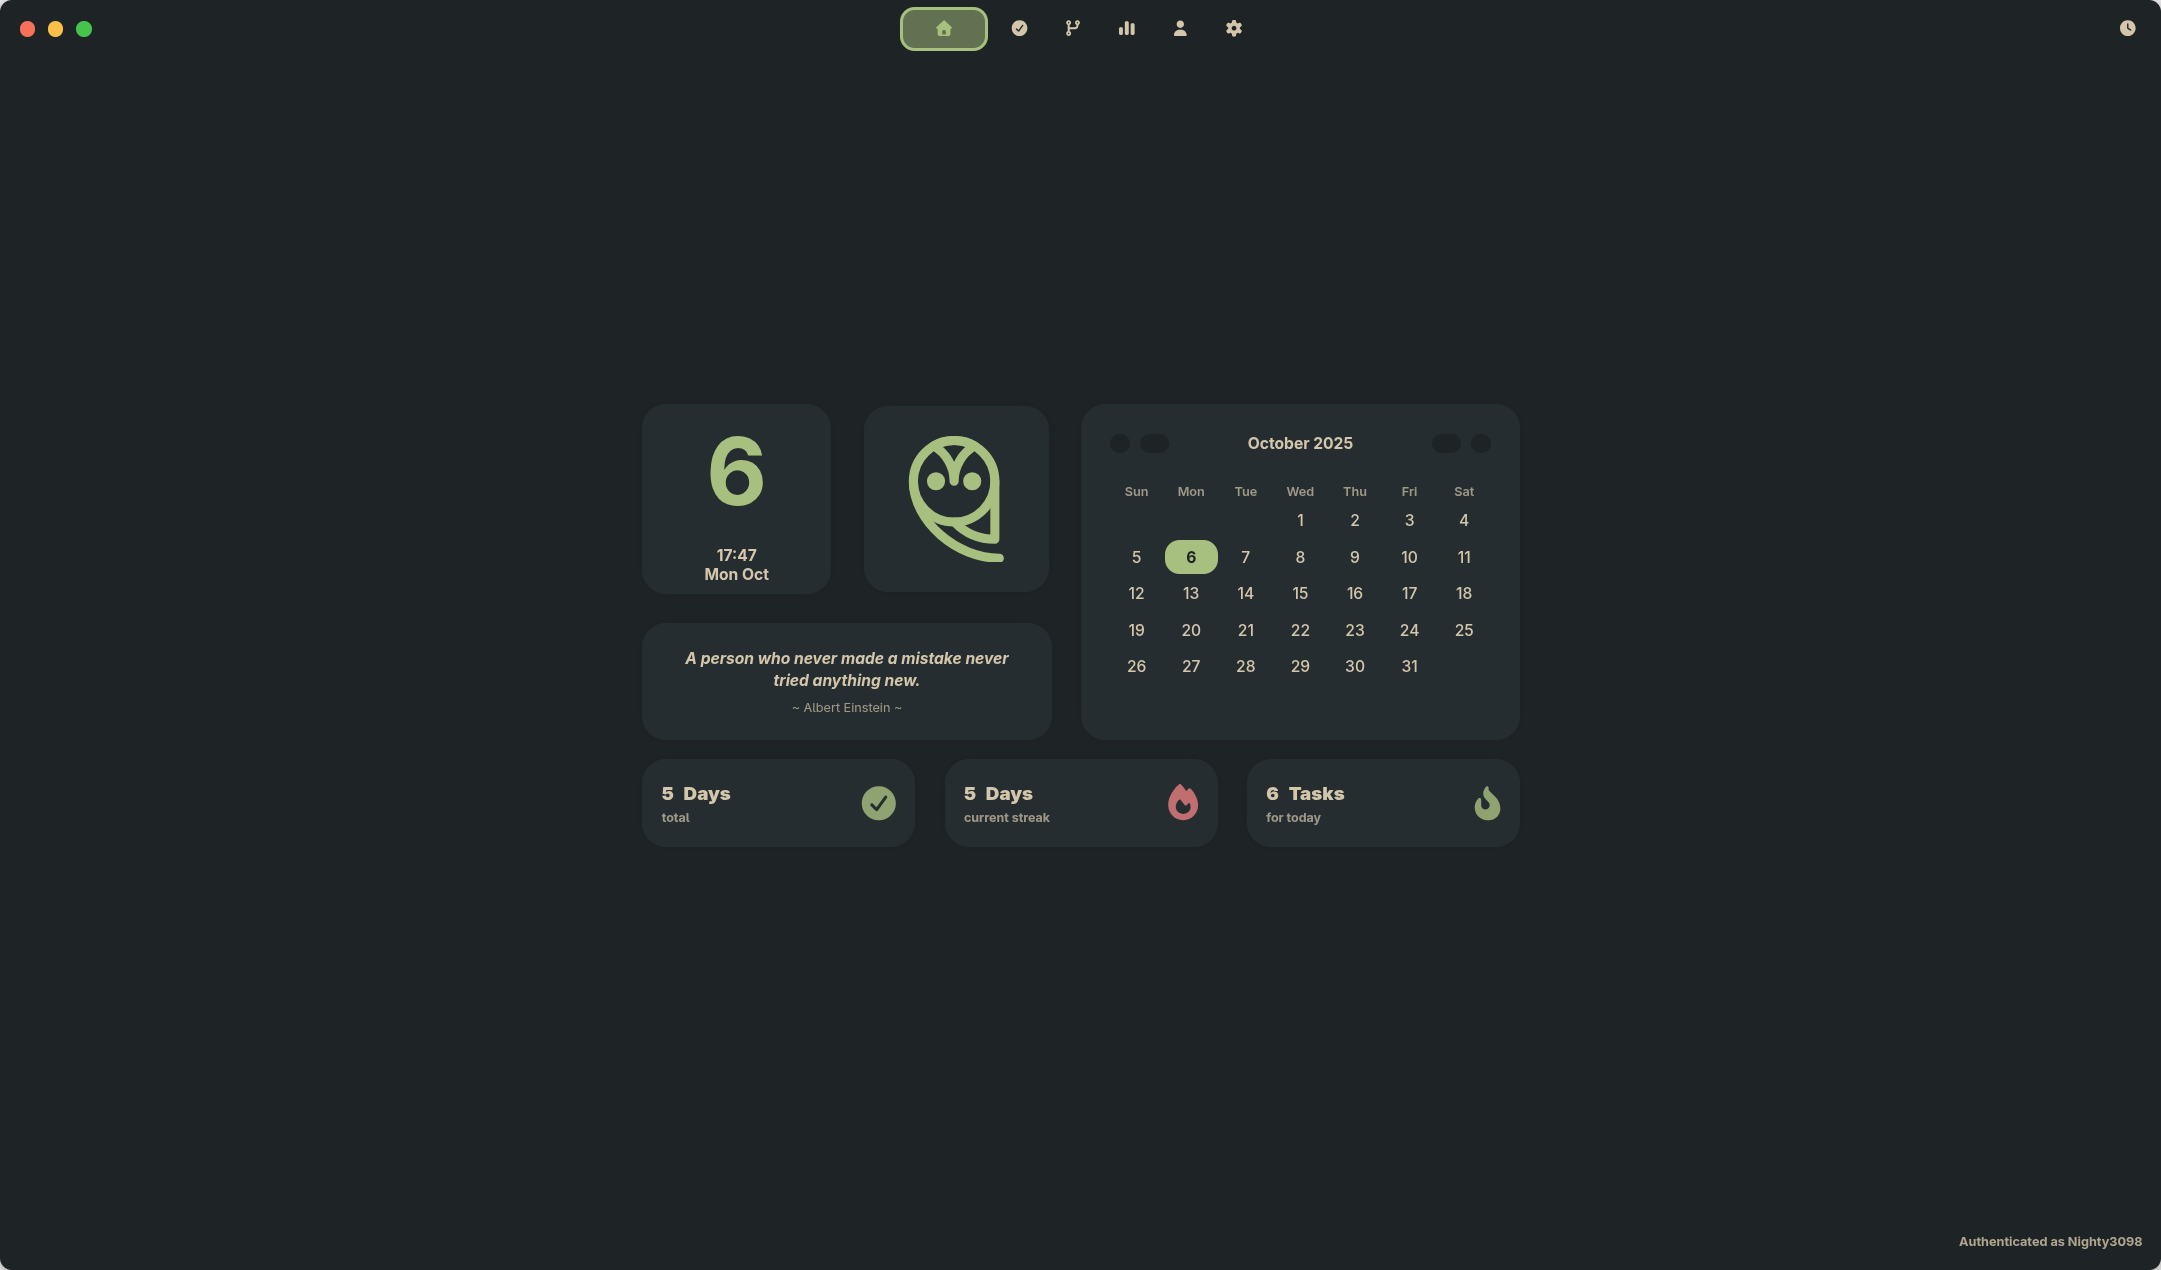 6
17:47
Mon Oct
A person who never made a mistake never
tried anything new.
~ Albert Einstein ~
October 2025
Sun Mon Tue Wed Thu Fri Sat
1 2 3 4
5 6 7 8 9 10 11
12 13 14 15 16 17 18
19 20 21 22 23 24 25
26 27 28 29 30 31
5 Days
total
5 Days
current streak
6 Tasks
for today
Authenticated as Nighty3098